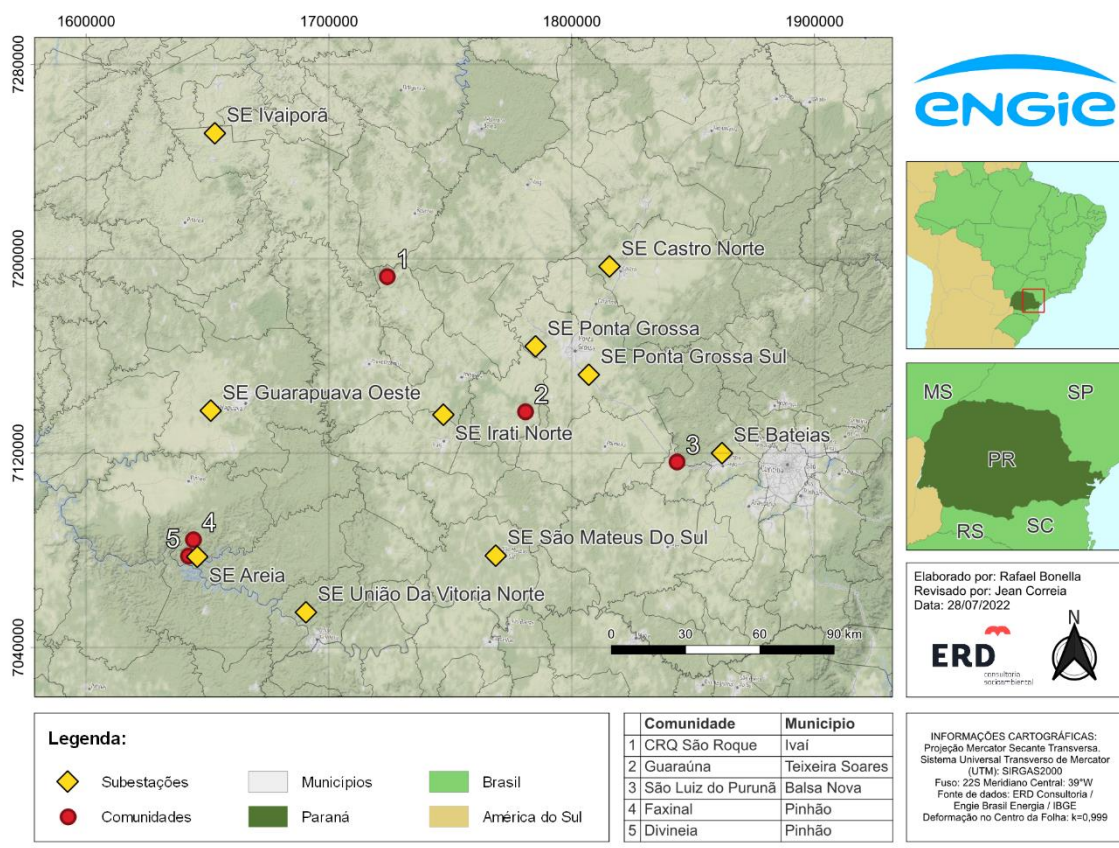 1600000 1700000 1800000 1900000
7280000
7200000
7120000
7040000
SE Ivaiporã
1
SE Castro Norte
SE Ponta Grossa
SE Ponta Grossa Sul
SE Guarapuava Oeste
2
SE Irati Norte
3
SE Bateias
4
5
SE Areia
SE São Mateus Do Sul
SE União Da Vitoria Norte
0 30 60 90 km
ENGIE
MS
SP
PR
SC
RS
Elaborado por: Rafael Bonella
Revisado por: Jean Correia
Data: 28/07/2022
N
ERD
consultoria
socioambiental
Legenda:
Subestações
Municípios
Brasil
Comunidades
Paraná
América do Sul
Comunidade Municipio
1 CRQ São Roque Ivaí
2 Guaraúna Teixeira Soares
3 São Luiz do Purunã Balsa Nova
4 Faxinal Pinhão
5 Divineia Pinhão
INFORMAÇÕES CARTOGRÁFICAS:
Projeção Mercator Secante Transversa.
Sistema Universal Transverso de Mercator
(UTM): SIRGAS2000
Fuso: 22S Meridiano Central: 39°W
Fonte de dados: ERD Consultoria /
Engie Brasil Energia / IBGE
Deformação no Centro da Folha: k=0,999